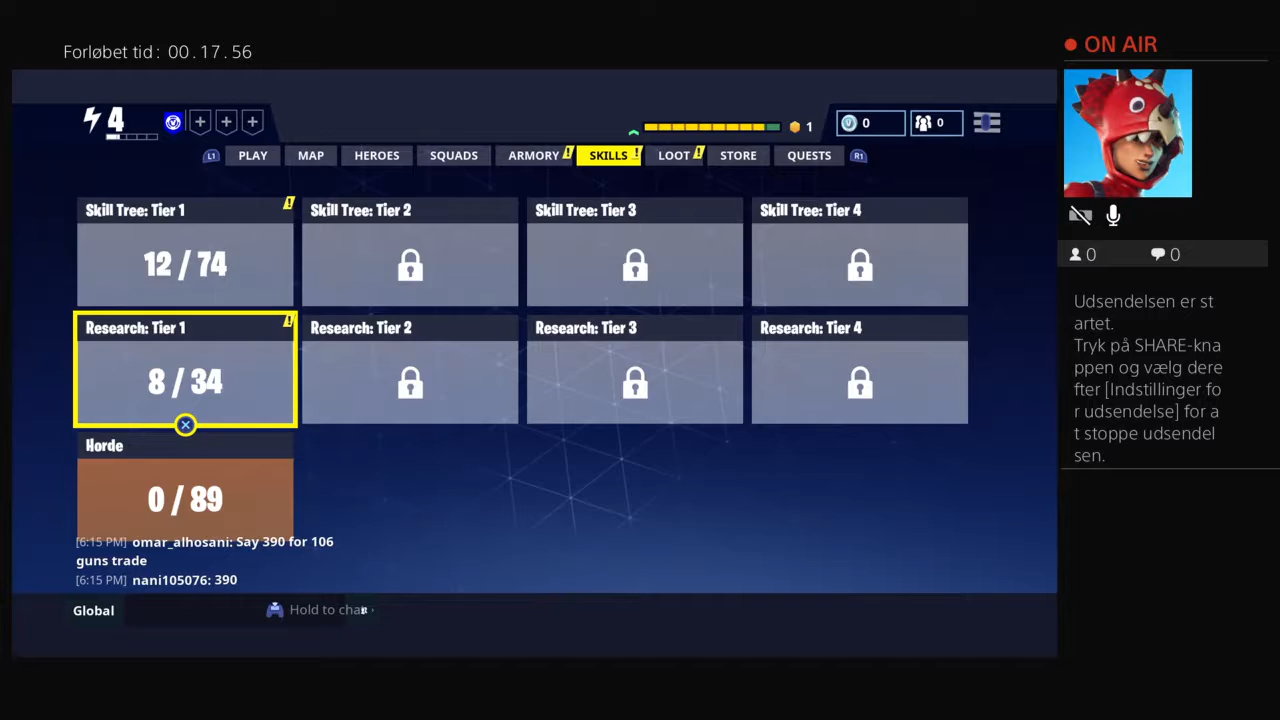 Forløbet tid: 00.17.56
ON AIR
4
1
0
0
L1 PLAY MAP HEROES SQUADS ARMORY! SKILLS! LOOT! STORE QUESTS R1
Skill Tree: Tier 1 !
12 / 74
Skill Tree: Tier 2
Skill Tree: Tier 3
Skill Tree: Tier 4
Research: Tier 1 !
8 / 34
Research: Tier 2
Research: Tier 3
Research: Tier 4
Horde
0 / 89
[6:15 PM] omar_alhosani: Say 390 for 106
guns trade
[6:15 PM] nani105076: 390
Global
Hold to chat
0 0
Udsendelsen er st
artet.
Tryk på SHARE-kna
ppen og vælg dere
fter [Indstillinger fo
r udsendelse] for a
t stoppe udsendel
sen.